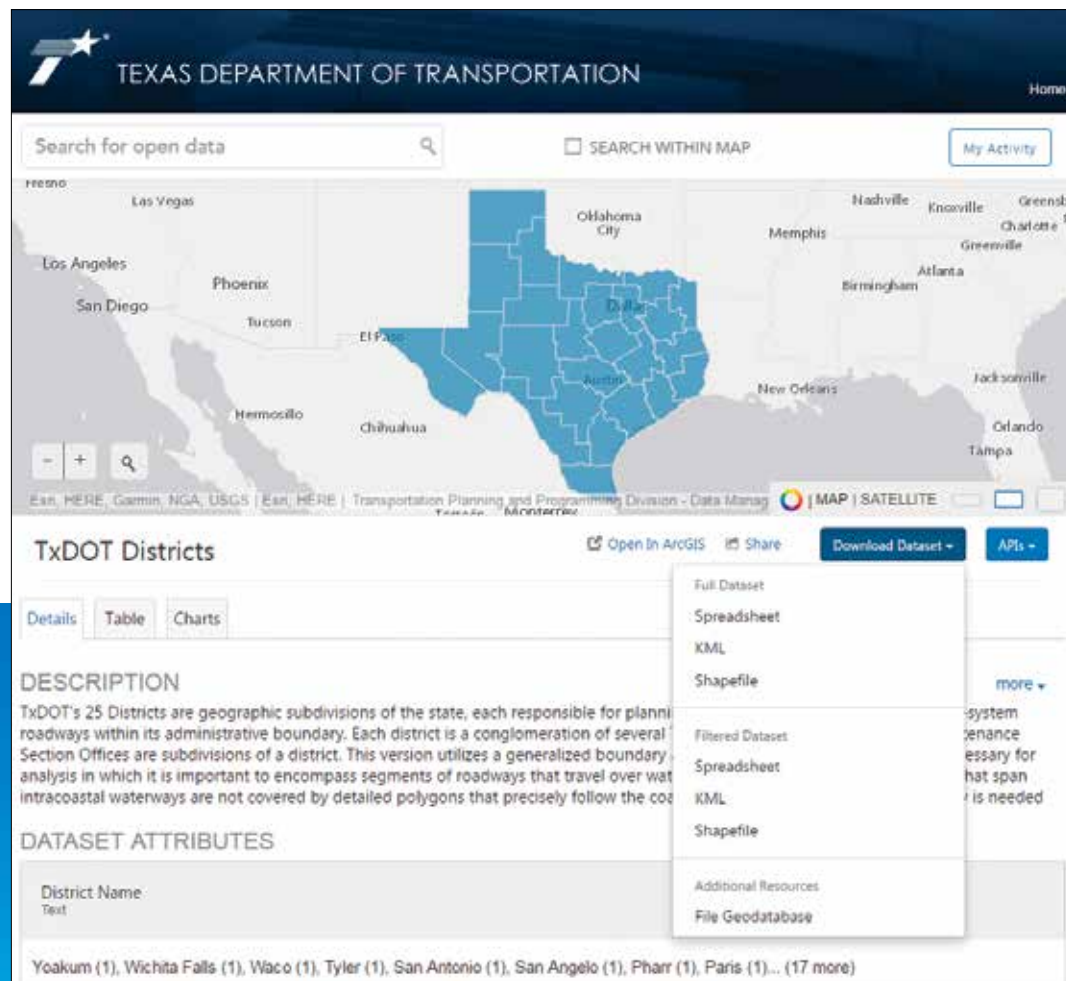 TEXAS DEPARTMENT OF TRANSPORTATION
Home
Search for open data
SEARCH WITHIN MAP
My Activity
Fresno
Las Vegas
Oklahoma
City
Nashville
Knoxville
Charlotte
Memphis
Greenville
Los Angeles
Phoenix
Atlanta
Birmingham
San Diego
Tucson
Dallas
El Paso
Austin
New Orleans
Jacksonville
Hermosillo
Chihuahua
Orlando
Tampa
- +
Esri, HERE, Garmin, NGA, USGS | Esri, HERE | Transportation Planning and Programming Division - Data Manag
| MAP | SATELLITE
Monterrey
TxDOT Districts
Open In ArcGIS
Share
Download Dataset
APIs
Full Dataset
Spreadsheet
KML
Shapefile
Filtered Dataset
Spreadsheet
KML
Shapefile
Additional Resources
File Geodatabase
Details Table Charts
DESCRIPTION
more
TxDOT's 25 Districts are geographic subdivisions of the state, each responsible for planni -system
roadways within its administrative boundary. Each district is a conglomeration of several tenance
Section Offices are subdivisions of a district. This version utilizes a generalized boundary essary for
analysis in which it is important to encompass segments of roadways that travel over wat hat span
intracoastal waterways are not covered by detailed polygons that precisely follow the coa is needed
DATASET ATTRIBUTES
District Name
Text
Yoakum (1), Wichita Falls (1), Waco (1), Tyler (1), San Antonio (1), San Angelo (1), Pharr (1), Paris (1)... (17 more)